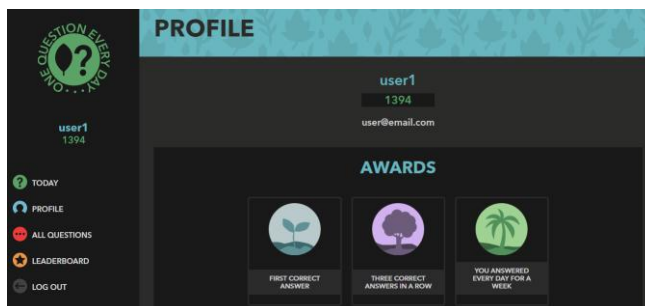 ONE QUESTION EVERY DAY
?
user1
1394
? TODAY
PROFILE
ALL QUESTIONS
LEADERBOARD
LOG OUT
PROFILE
user1
1394
user@email.com
AWARDS
FIRST CORRECT
ANSWER
THREE CORRECT
ANSWERS IN A ROW
YOU ANSWERED
EVERY DAY FOR A
WEEK